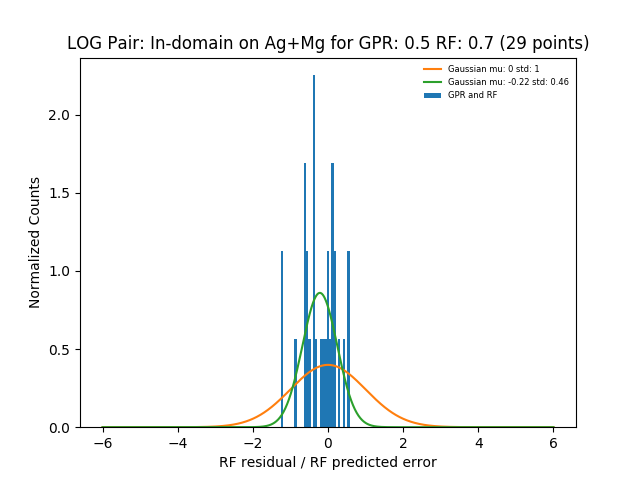 LOG Pair: In-domain on Ag+Mg for GPR: 0.5 RF: 0.7 (29 points)
Gaussian mu: 0 std: 1
Gaussian mu: -0.22 std: 0.46
GPR and RF
Normalized Counts
2.0
1.5
1.0
0.5
0.0
−6 −4 −2 0 2 4 6
RF residual / RF predicted error